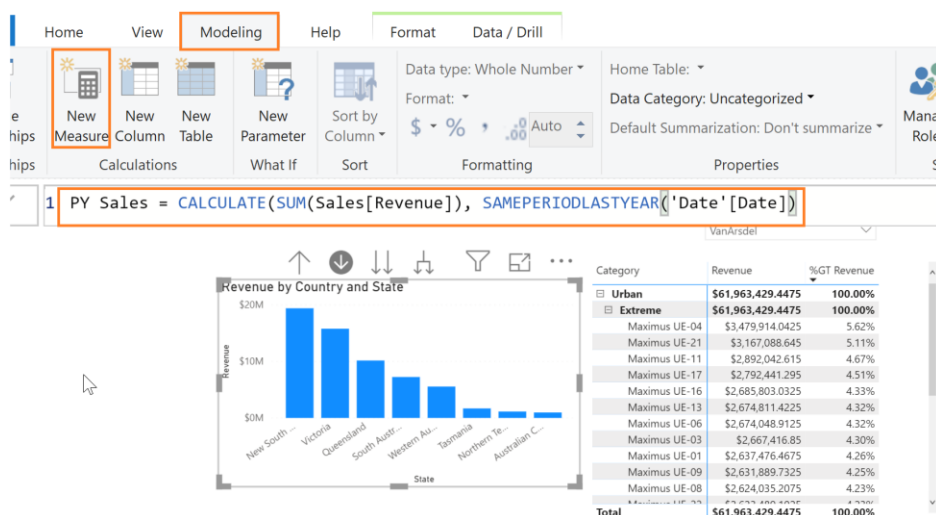 Home View Modeling Help Format Data / Drill
New Measure
New Column
New Table
New Parameter
Sort by Column
Data type: Whole Number
Format:
$ % , .00 Auto
Home Table:
Data Category: Uncategorized
Default Summarization: Don't summarize
hips Calculations What If Sort Formatting Properties
1 PY Sales = CALCULATE(SUM(Sales[Revenue]), SAMEPERIODLASTYEAR('Date'[Date])
VanArsdel
Revenue by Country and State
$20M
$10M
$0M
Revenue
New South ...
Victoria
Queensland
South Austr...
Western Au...
Tasmania
Northern Te...
Australian C...
State
Category Revenue %GT Revenue
Urban $61,963,429.4475 100.00%
Extreme $61,963,429.4475 100.00%
Maximus UE-04 $3,479,914.0425 5.62%
Maximus UE-21 $3,167,088.645 5.11%
Maximus UE-11 $2,892,042.615 4.67%
Maximus UE-17 $2,792,441.295 4.51%
Maximus UE-16 $2,685,803.0325 4.33%
Maximus UE-13 $2,674,811.4225 4.32%
Maximus UE-06 $2,674,048.9125 4.32%
Maximus UE-03 $2,667,416.85 4.30%
Maximus UE-01 $2,637,476.4675 4.26%
Maximus UE-09 $2,631,889.7325 4.25%
Maximus UE-08 $2,624,035.2075 4.23%
Total $61,963,429.4475 100.00%